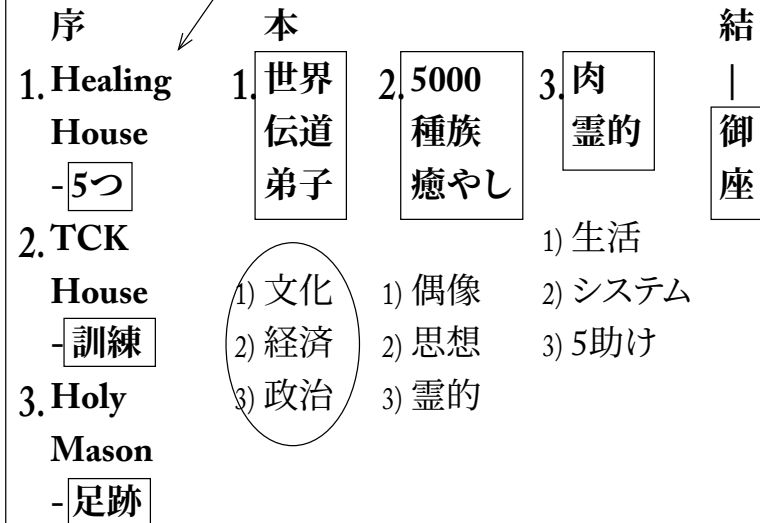 序
1. Healing
House
-5つ
2. TCK
House
-訓練
3. Holy
Mason
-足跡
本
1. 世界
伝道
弟子
1) 文化
2) 経済
3) 政治
2. 5000
種族
癒やし
1) 偶像
2) 思想
3) 霊的
3. 肉
霊的
1) 生活
2) システム
3) 5助け
結
|
御
座